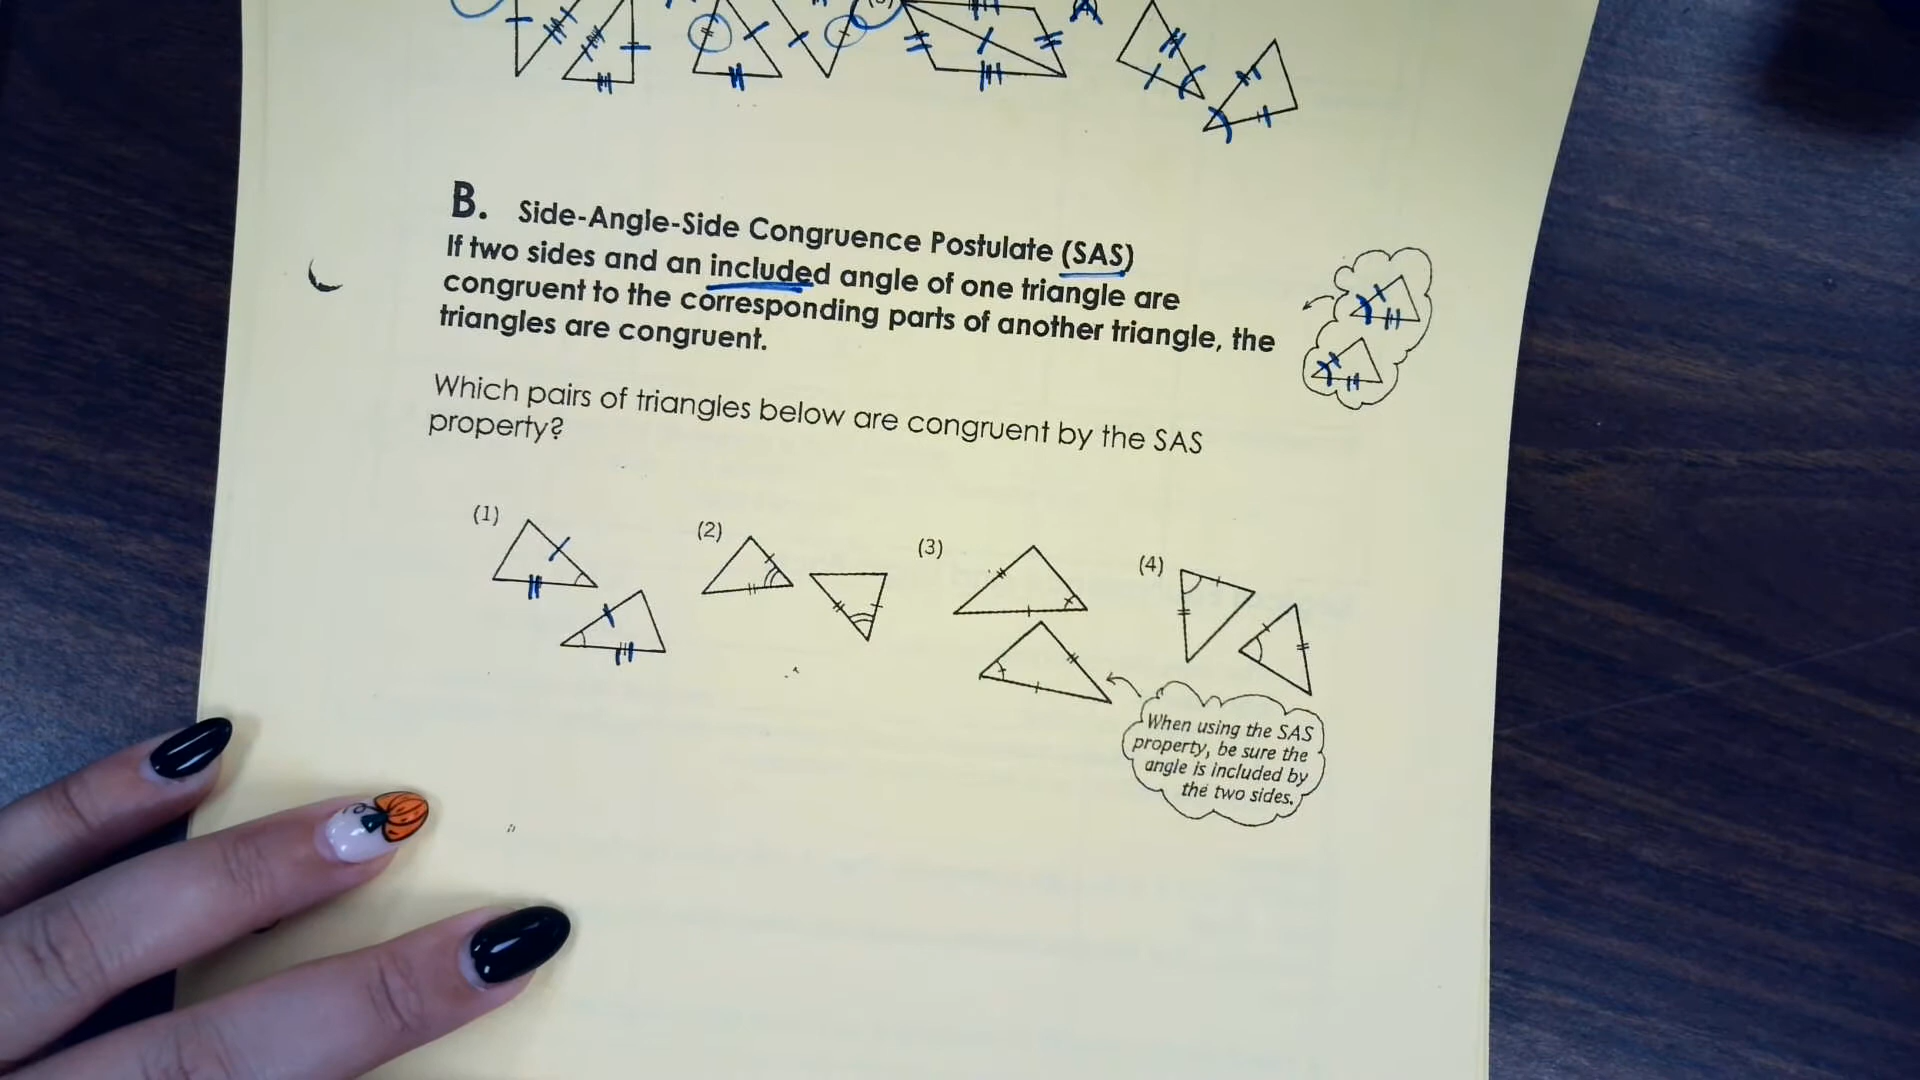 B. Side-Angle-Side Congruence Postulate (SAS)
If two sides and an included angle of one triangle are
congruent to the corresponding parts of another triangle, the
triangles are congruent.
Which pairs of triangles below are congruent by the SAS
property?
(1)
(2)
(3)
(4)
When using the SAS
property, be sure the
angle is included by
the two sides.